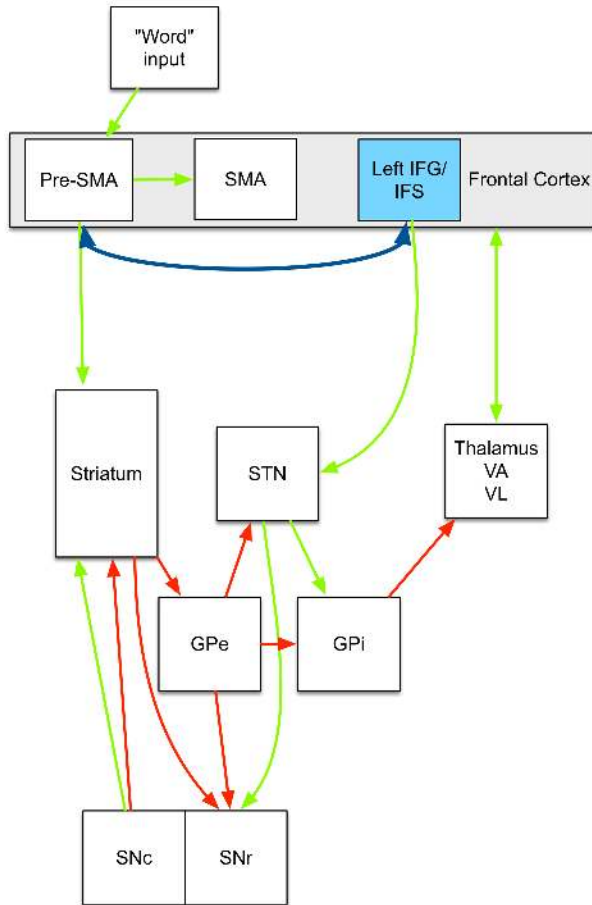 "Word"
input
Pre-SMA
SMA
Left IFG/
IFS
Frontal Cortex
Striatum
STN
Thalamus
VA
VL
GPe
GPi
SNc
SNr